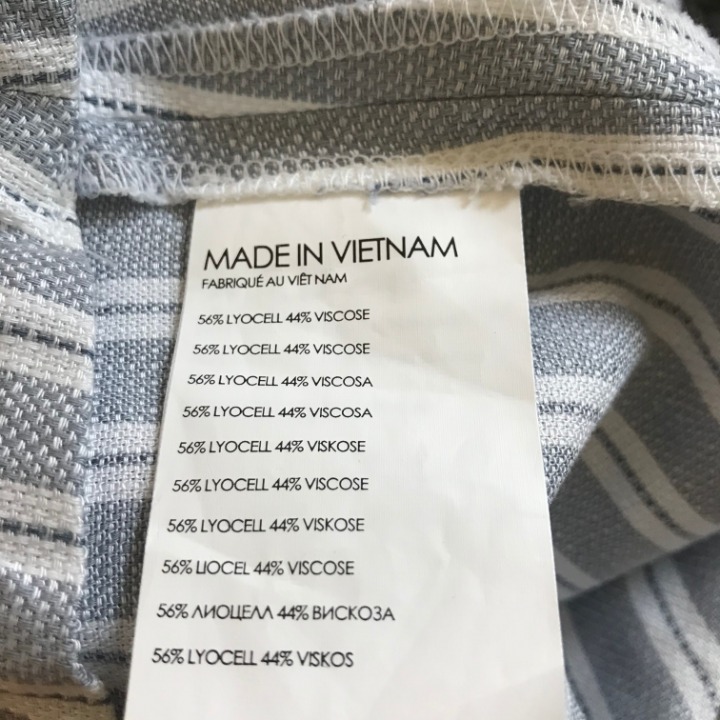 MADE IN VIETNAM
FABRIQUÉ AU VIÊT NAM
56% LYOCELL 44% VISCOSE
56% LYOCELL 44% VISCOSE
56% LYOCELL 44% VISCOSA
56% LYOCELL 44% VISCOSA
56% LYOCELL 44% VISKOSE
56% LYOCELL 44% VISCOSE
56% LYOCELL 44% VISKOSE
56% LIOCEL 44% VISCOSE
56% ЛИОЦЕЛЛ 44% ВИСКОЗА
56% LYOCELL 44% VISKOS